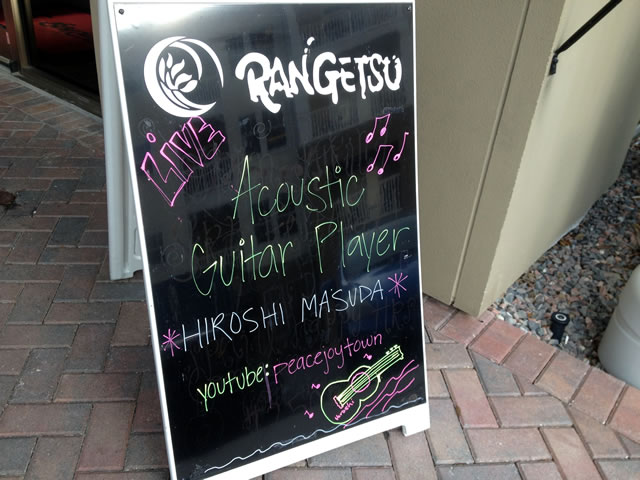 RANGETSU
LIVE
Acoustic
Guitar Player
*HIROSHI MASUDA*
youtube: peacejoytown